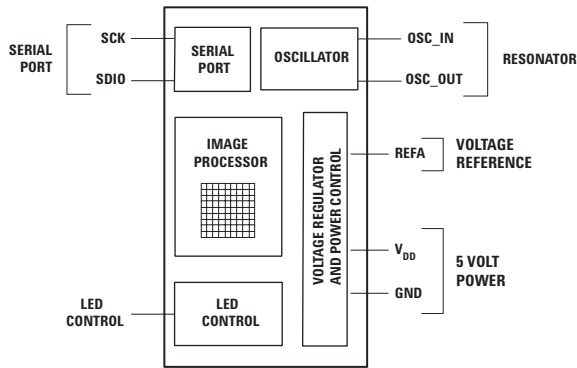 SERIAL
PORT
SCK
SDIO
SERIAL
PORT
OSCILLATOR
OSC_IN
OSC_OUT
RESONATOR
IMAGE
PROCESSOR
VOLTAGE REGULATOR
AND POWER CONTROL
REFA
VOLTAGE
REFERENCE
VDD
GND
5 VOLT
POWER
LED
CONTROL
LED
CONTROL